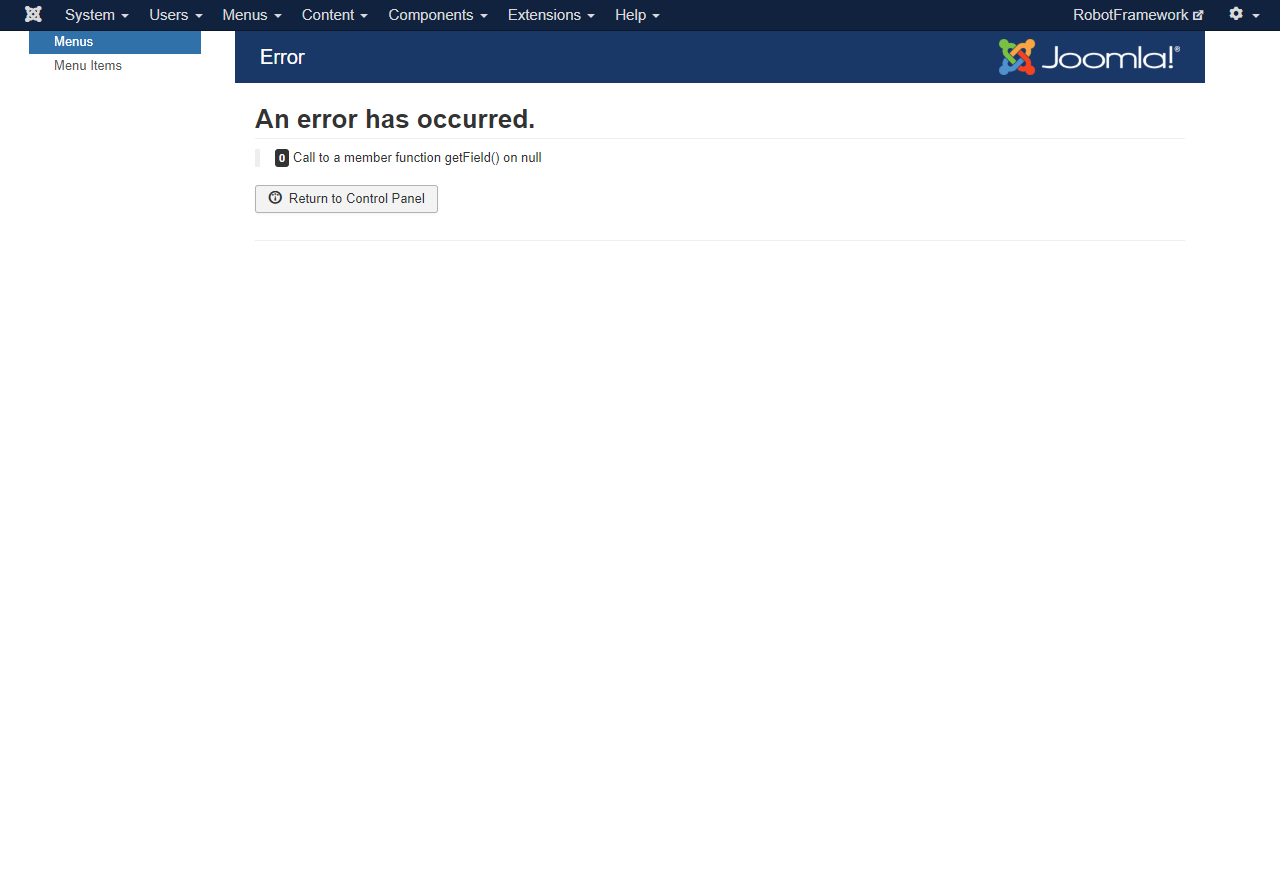 System Users Menus Content Components Extensions Help RobotFramework
Menus
Menu Items
Error
Joomla!®
An error has occurred.
0 Call to a member function getField() on null
Return to Control Panel